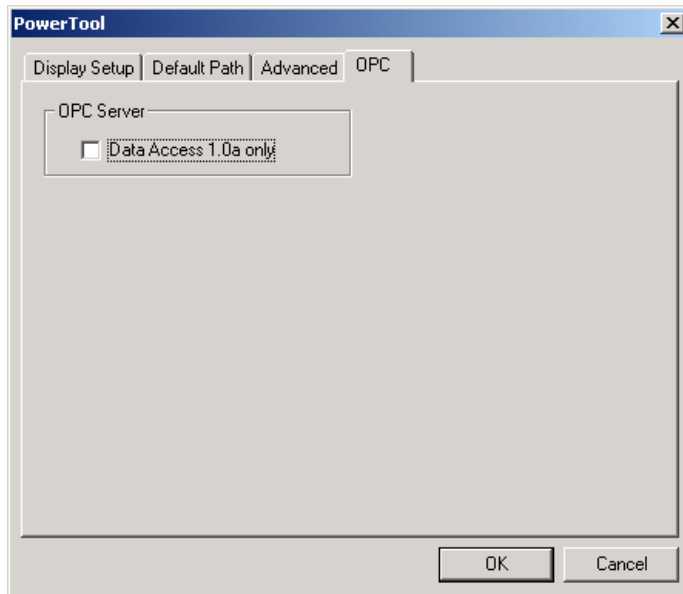 PowerTool
Display Setup Default Path Advanced OPC
OPC Server
Data Access 1.0a only
OK Cancel